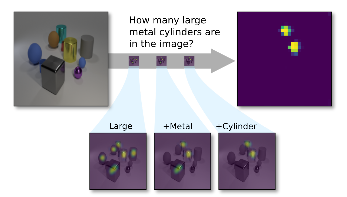 How many large
metal cylinders are
in the image?
Large
+Metal
+Cylinder